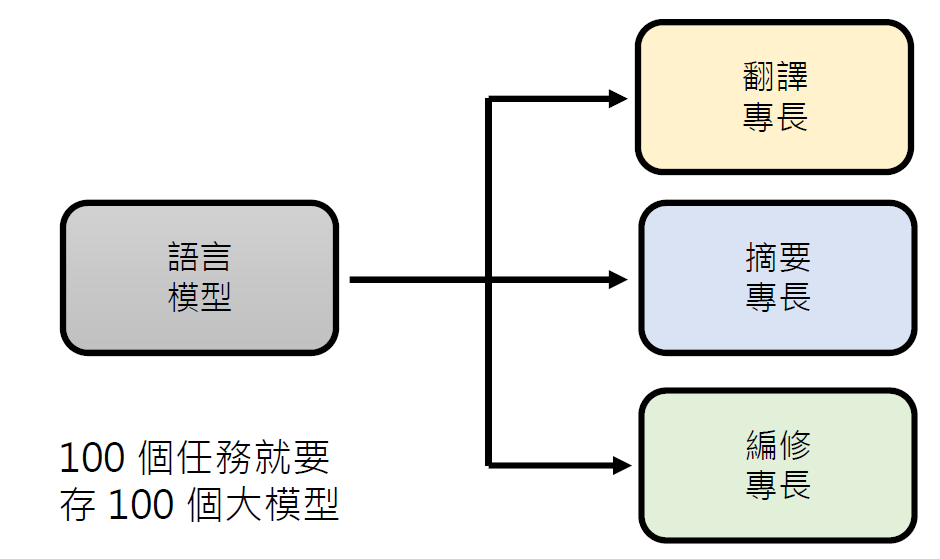 翻譯
專長
語言
模型
摘要
專長
編修
專長
100 個任務就要
存 100 個大模型